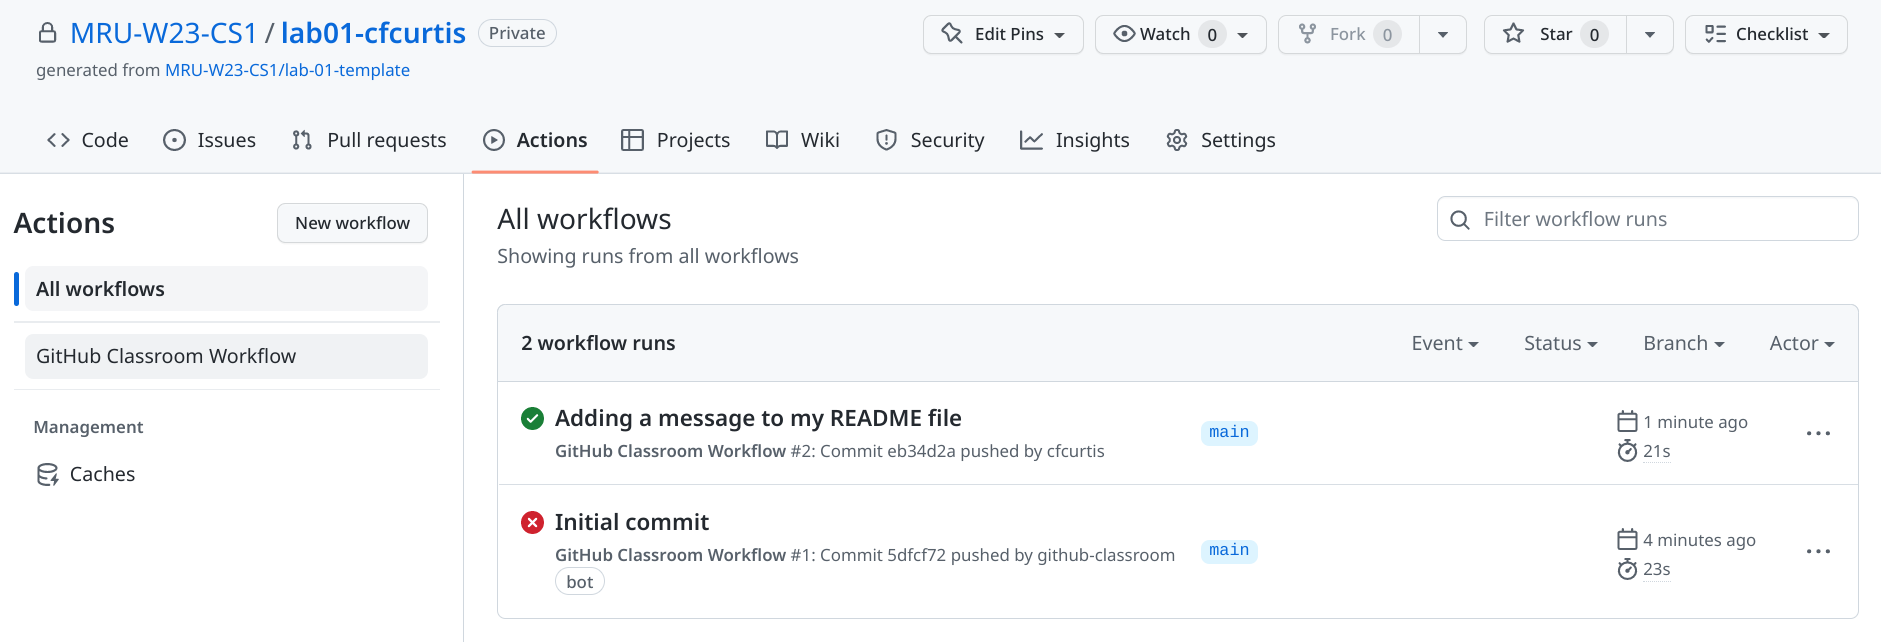 MRU-W23-CS1 / lab01-cfcurtis Private
Edit Pins Watch 0 Fork 0 Star 0 Checklist
generated from MRU-W23-CS1/lab-01-template
Code Issues Pull requests Actions Projects Wiki Security Insights Settings
Actions
New workflow
All workflows
GitHub Classroom Workflow
Management
Caches
All workflows
Showing runs from all workflows
Filter workflow runs
2 workflow runs
Event Status Branch Actor
Adding a message to my README file
GitHub Classroom Workflow #2: Commit eb34d2a pushed by cfcurtis
main
1 minute ago
21s
Initial commit
GitHub Classroom Workflow #1: Commit 5dfcf72 pushed by github-classroom
bot
main
4 minutes ago
23s